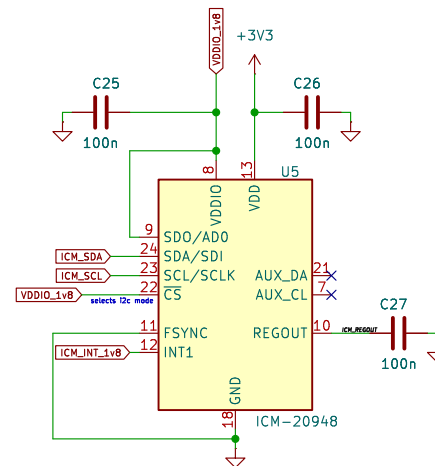 VDDIO_1v8
+3V3
C25
C26
100n
100n
8
13
U5
VDDIO
VDD
9
SDO/AD0
ICM_SDA
24
SDA/SDI
ICM_SCL
23
SCL/SCLK
AUX_DA
21
VDDIO_1v8
22
CS
AUX_CL
7
selects i2c mode
C27
11
FSYNC
REGOUT
10
ICM_REGOUT
ICM_INT_1v8
12
INT1
100n
GND
18
ICM-20948